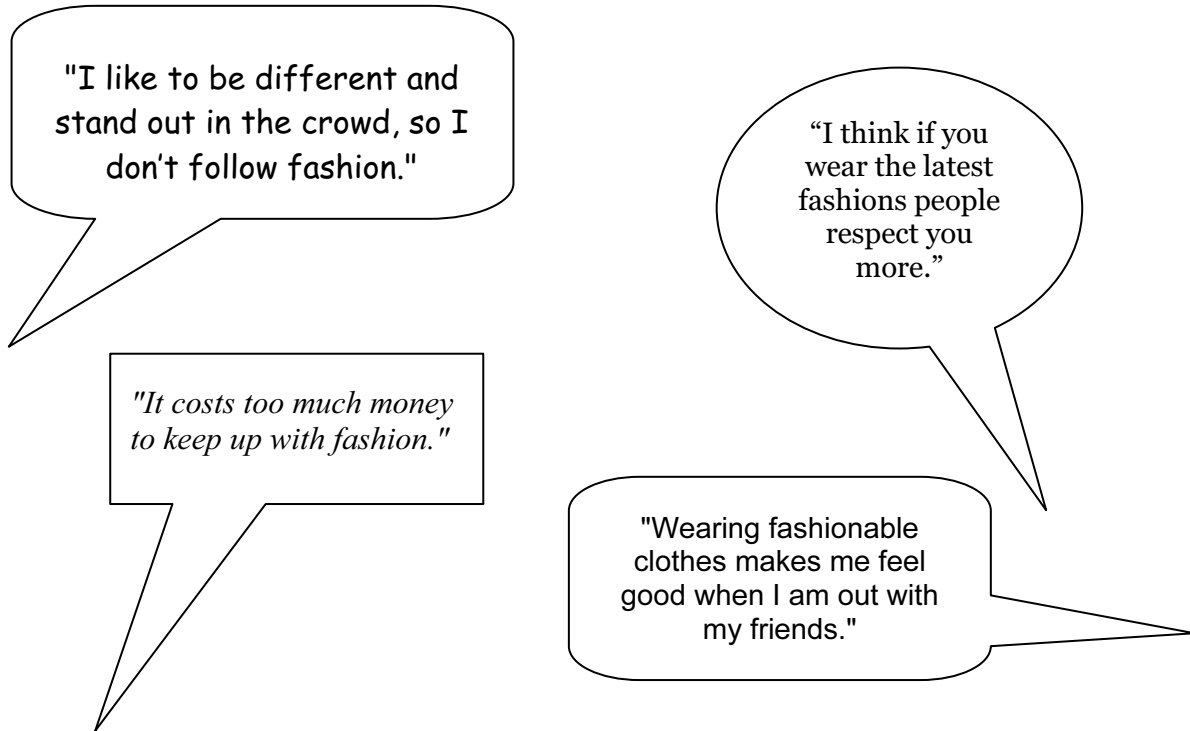 "I like to be different and
stand out in the crowd, so I
don't follow fashion."
“I think if you
wear the latest
fashions people
respect you
more.”
"It costs too much money
to keep up with fashion."
"Wearing fashionable
clothes makes me feel
good when I am out with
my friends."